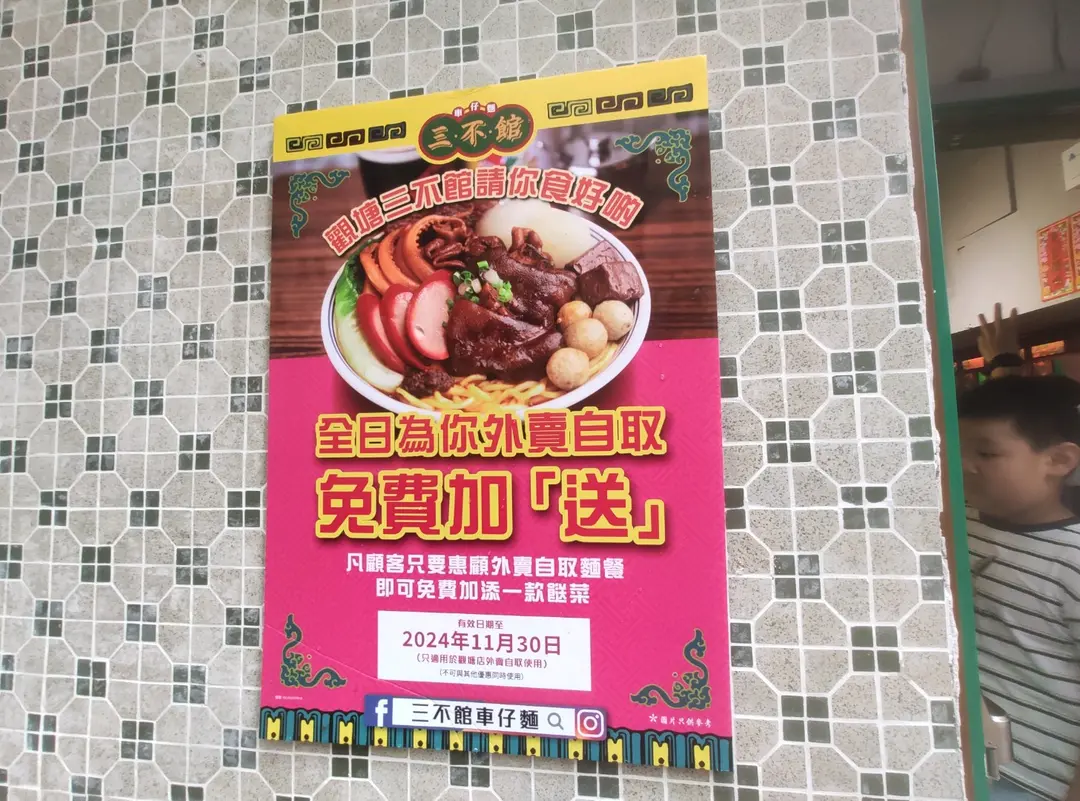 車仔麵
三·不·館
觀塘三不館請你食好啲
全日為你外賣自取
免費加「送」
凡顧客只要惠顧外賣自取麵餐
即可免費加添一款餸菜
有效日期至
2024年11月30日
(只適用於觀塘店外賣自取使用)
(不可與其他優惠同時使用)
三不館車仔麵
*圖片只供參考